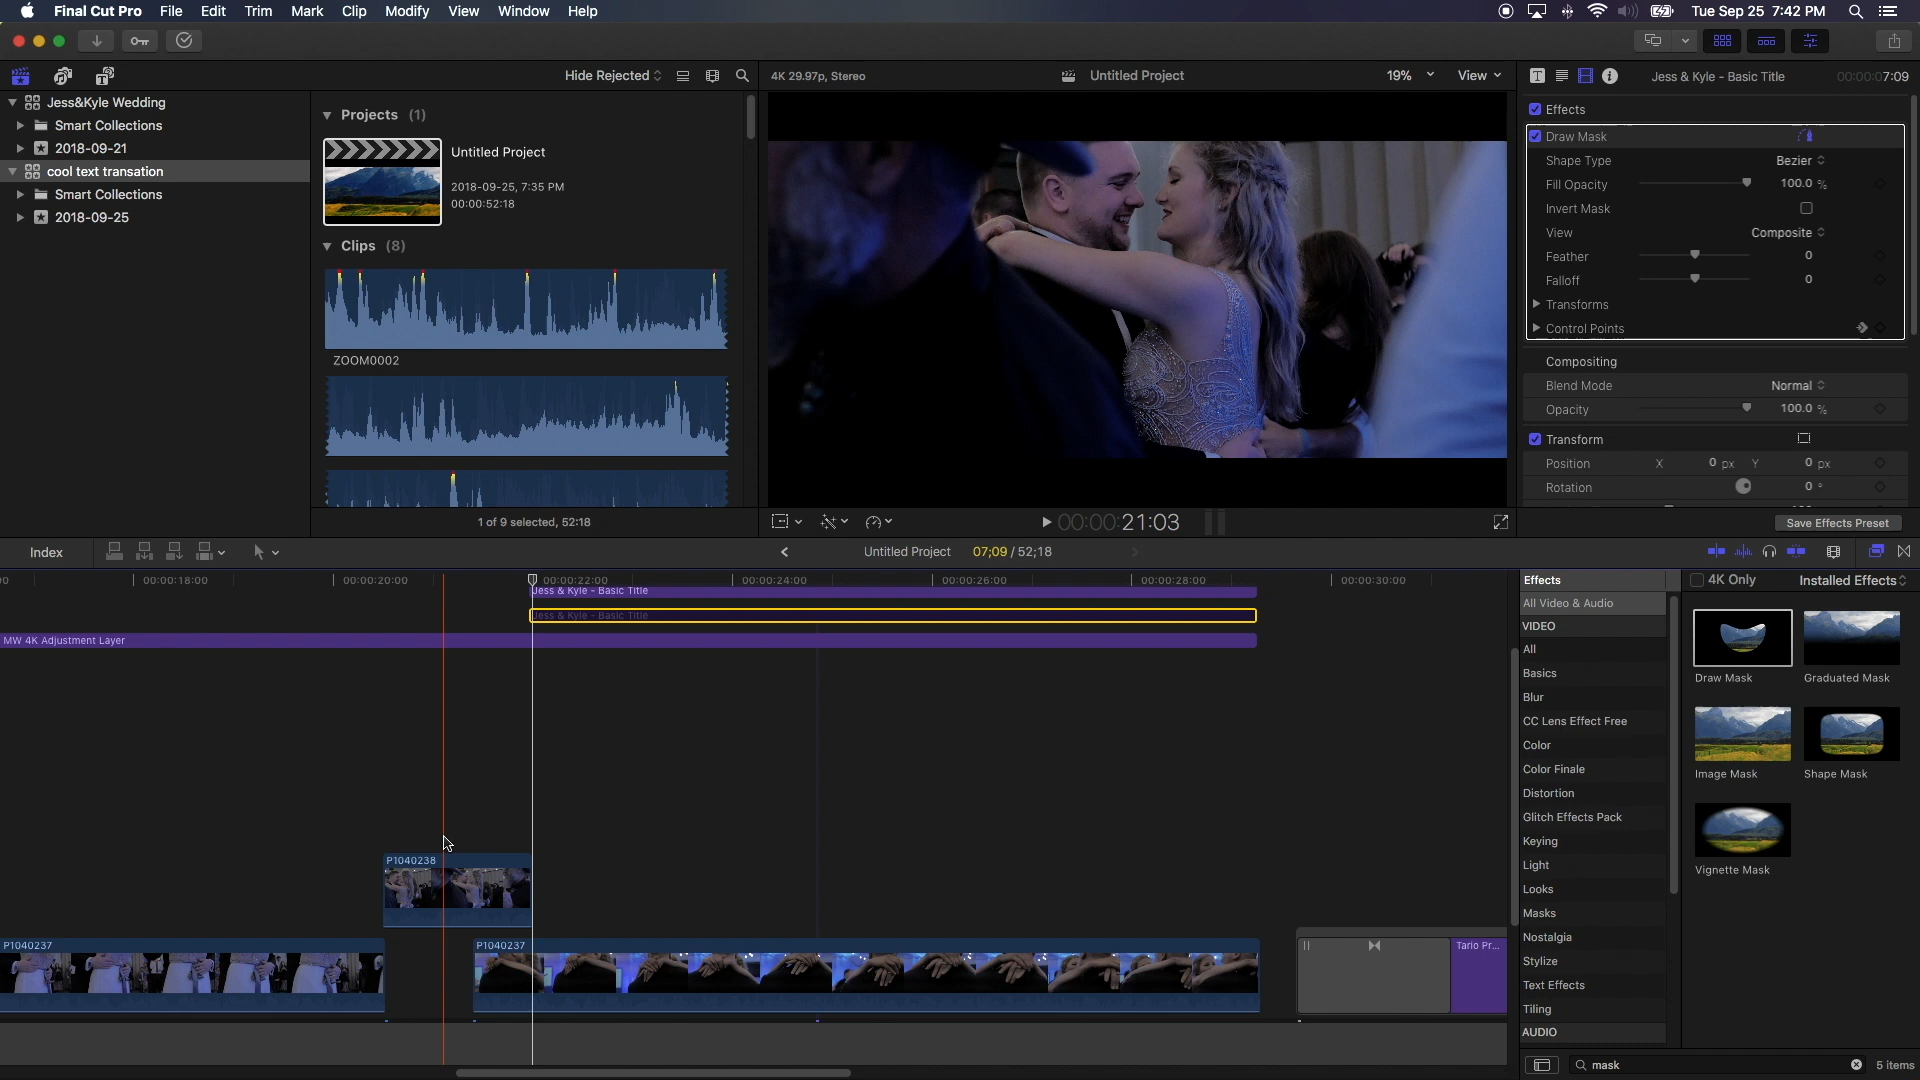 Final Cut Pro File Edit Trim Mark Clip Modify View Window Help Tue Sep 25 7:42 PM
Hide Rejected 4K 29.97p, Stereo Untitled Project 19% View Jess & Kyle - Basic Title 00:00:07:09
Jess&Kyle Wedding
Smart Collections
2018-09-21
cool text transation
Smart Collections
2018-09-25
Projects (1)
Untitled Project
2018-09-25, 7:35 PM
00:00:52:18
Clips (8)
ZOOM0002
1 of 9 selected, 52:18
00:00:21:03
Effects
Draw Mask
Shape Type Bezier
Fill Opacity 100.0 %
Invert Mask
View Composite
Feather 0
Falloff 0
Transforms
Control Points
Compositing
Blend Mode Normal
Opacity 100.0 %
Transform
Position X 0 px Y 0 px
Rotation 0 °
Save Effects Preset
Index Untitled Project 07;09 / 52;18
00:00:18:00 00:00:20:00 00:00:22:00 00:00:24:00 00:00:26:00 00:00:28:00 00:00:30:00
Jess & Kyle - Basic Title
Jess & Kyle - Basic Title
MW 4K Adjustment Layer
P1040238
P1040237 P1040237 Tario Pr...
Effects 4K Only Installed Effects
All Video & Audio
VIDEO
All
Basics
Blur
CC Lens Effect Free
Color
Color Finale
Distortion
Glitch Effects Pack
Keying
Light
Looks
Masks
Nostalgia
Stylize
Text Effects
Tiling
AUDIO
Draw Mask Graduated Mask
Image Mask Shape Mask
Vignette Mask
mask 5 items